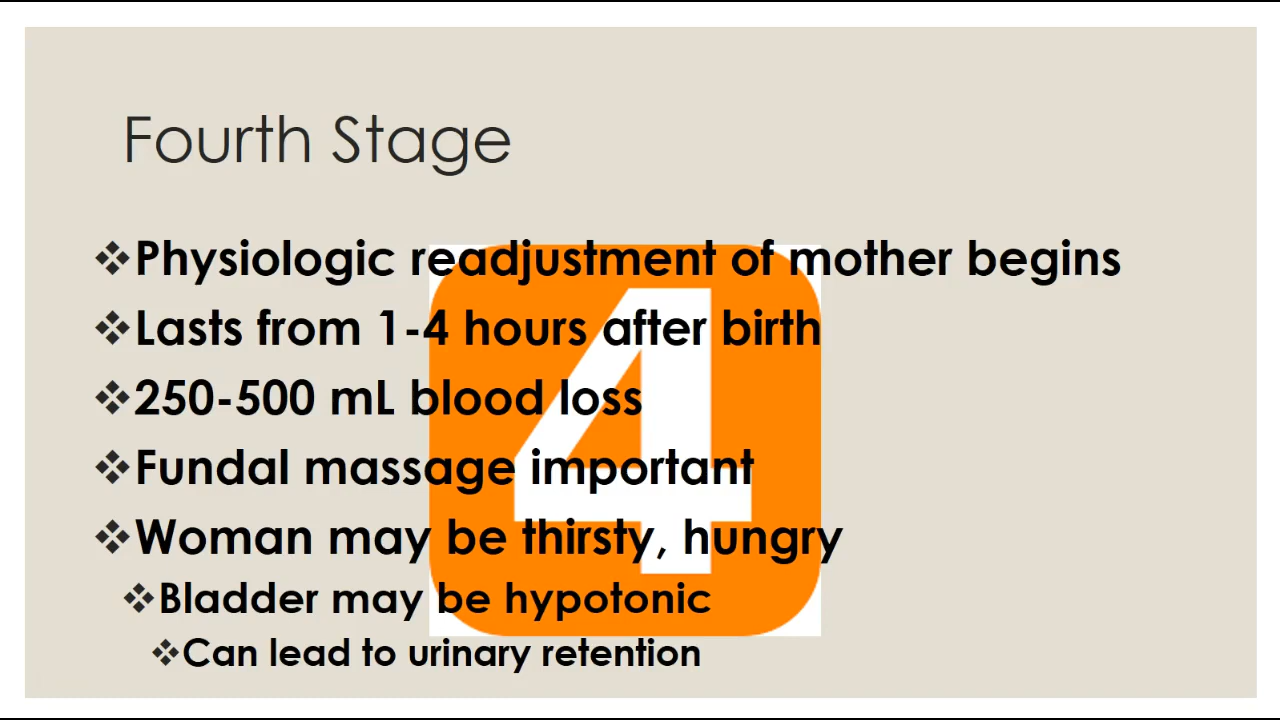 Fourth Stage
❖Physiologic readjustment of mother begins
❖Lasts from 1-4 hours after birth
❖250-500 mL blood loss
❖Fundal massage important
❖Woman may be thirsty, hungry
❖Bladder may be hypotonic
❖Can lead to urinary retention
4